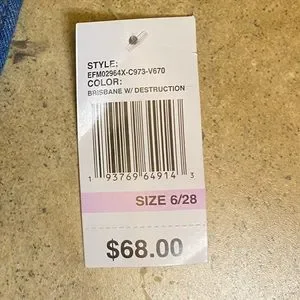 STYLE:
EFM02964X-C973-V670
COLOR:
BRISBANE W/ DESTRUCTION
1 93769 64914 3
SIZE 6/28
$68.00